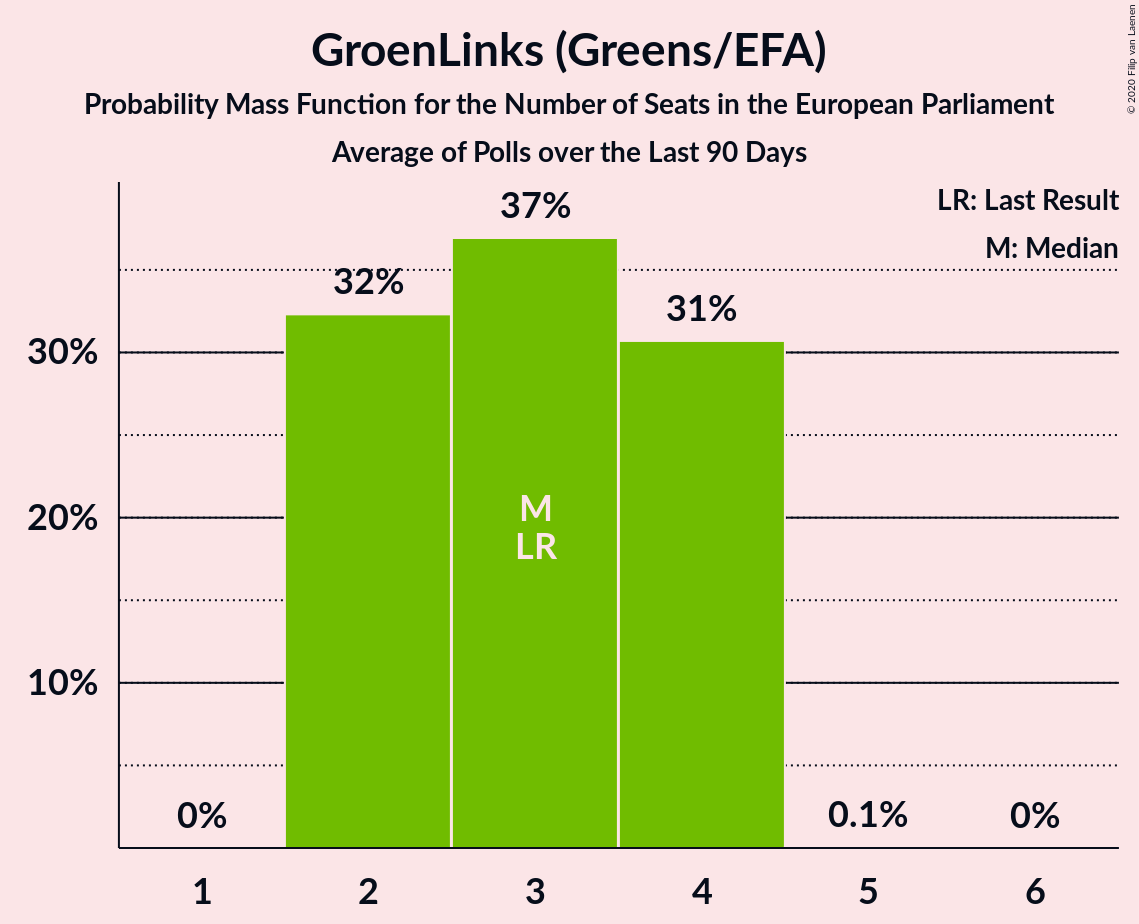 GroenLinks (Greens/EFA)
Probability Mass Function for the Number of Seats in the European Parliament
Average of Polls over the Last 90 Days
© 2020 Filip van Laenen
LR: Last Result
M: Median
37%
32%
31%
30%
20%
10%
M
LR
0%
0.1%
0%
1
2
3
4
5
6